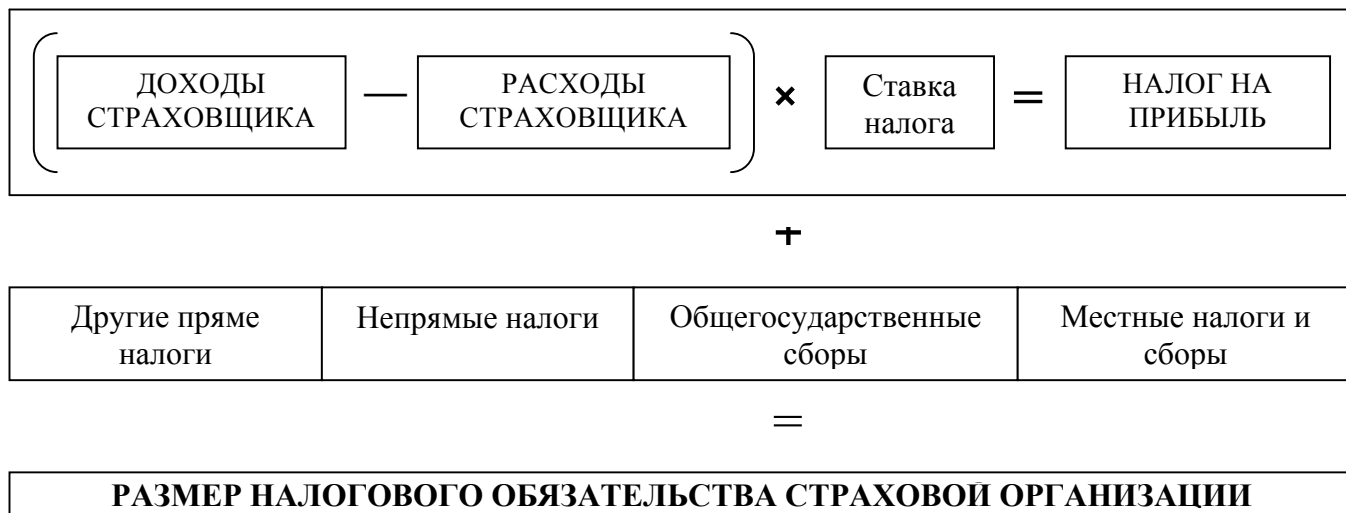 ДОХОДЫ
СТРАХОВЩИКА
—
РАСХОДЫ
СТРАХОВЩИКА
×
Ставка
налога
=
НАЛОГ НА
ПРИБЫЛЬ
+
Другие пряме
налоги
Непрямые налоги
Общегосударственные
сборы
Местные налоги и
сборы
=
РАЗМЕР НАЛОГОВОГО ОБЯЗАТЕЛЬСТВА СТРАХОВОЙ ОРГАНИЗАЦИИ